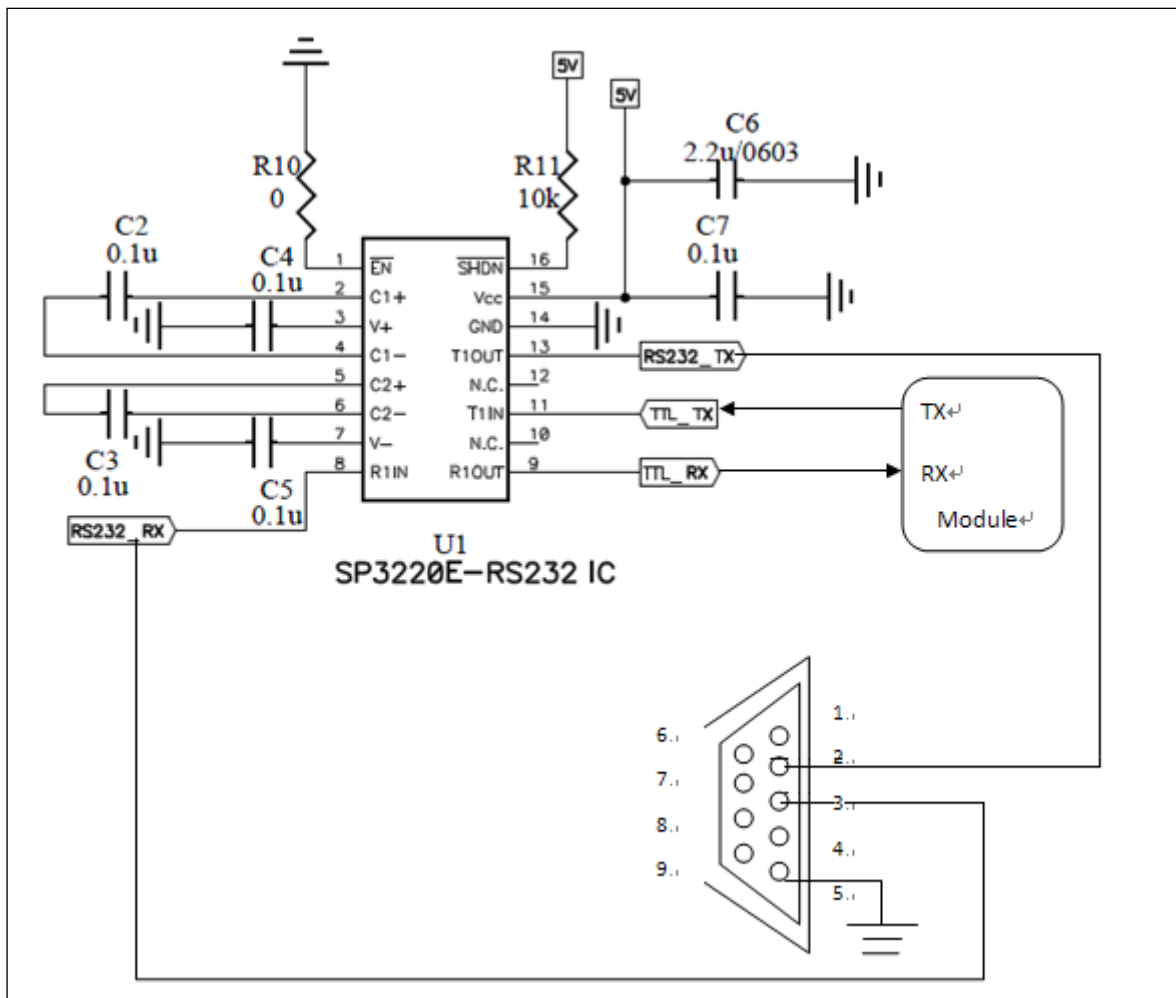 5V
5V
C6
2.2u/0603
R10
0
R11
10k
C2
0.1u
C4
0.1u
C7
0.1u
1 EN SHDN 16
2 C1+ Vcc 15
3 V+ GND 14
4 C1- T1OUT 13 RS232_TX
5 C2+ N.C. 12
6 C2- T1IN 11 TTL_TX
7 V- N.C. 10
8 R1IN R1OUT 9 TTL_RX
TX↵
RX↵
Module↵
C3
0.1u
C5
0.1u
RS232_RX
U1
SP3220E-RS232 IC
1.
2.
3.
4.
5.
6.
7.
8.
9.